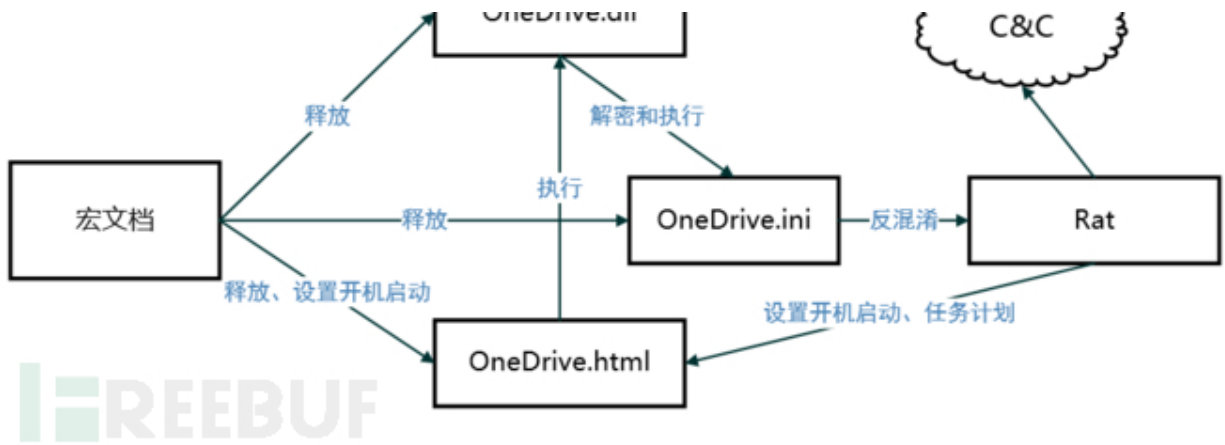 OneDrive.dll
C&C
释放
解密和执行
执行
宏文档
释放
OneDrive.ini
反混淆
Rat
释放、设置开机启动
设置开机启动、任务计划
OneDrive.html
FREEBUF